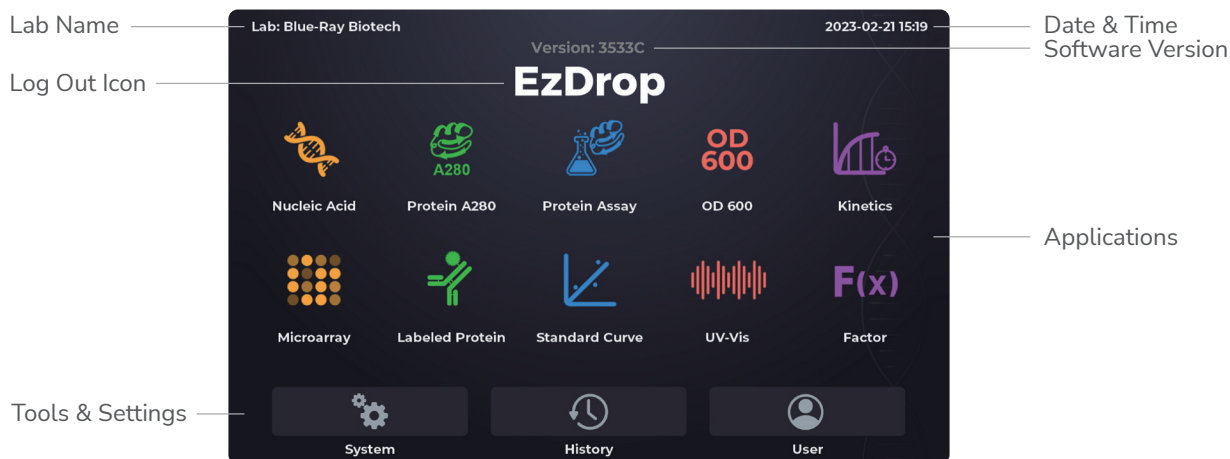 Lab Name
Lab: Blue-Ray Biotech
2023-02-21 15:19
Date & Time
Version: 3533C
Software Version
Log Out Icon
EzDrop
OD
600
A280
Nucleic Acid
Protein A280
Protein Assay
OD 600
Kinetics
Applications
F(x)
Microarray
Labeled Protein
Standard Curve
UV-Vis
Factor
Tools & Settings
System
History
User